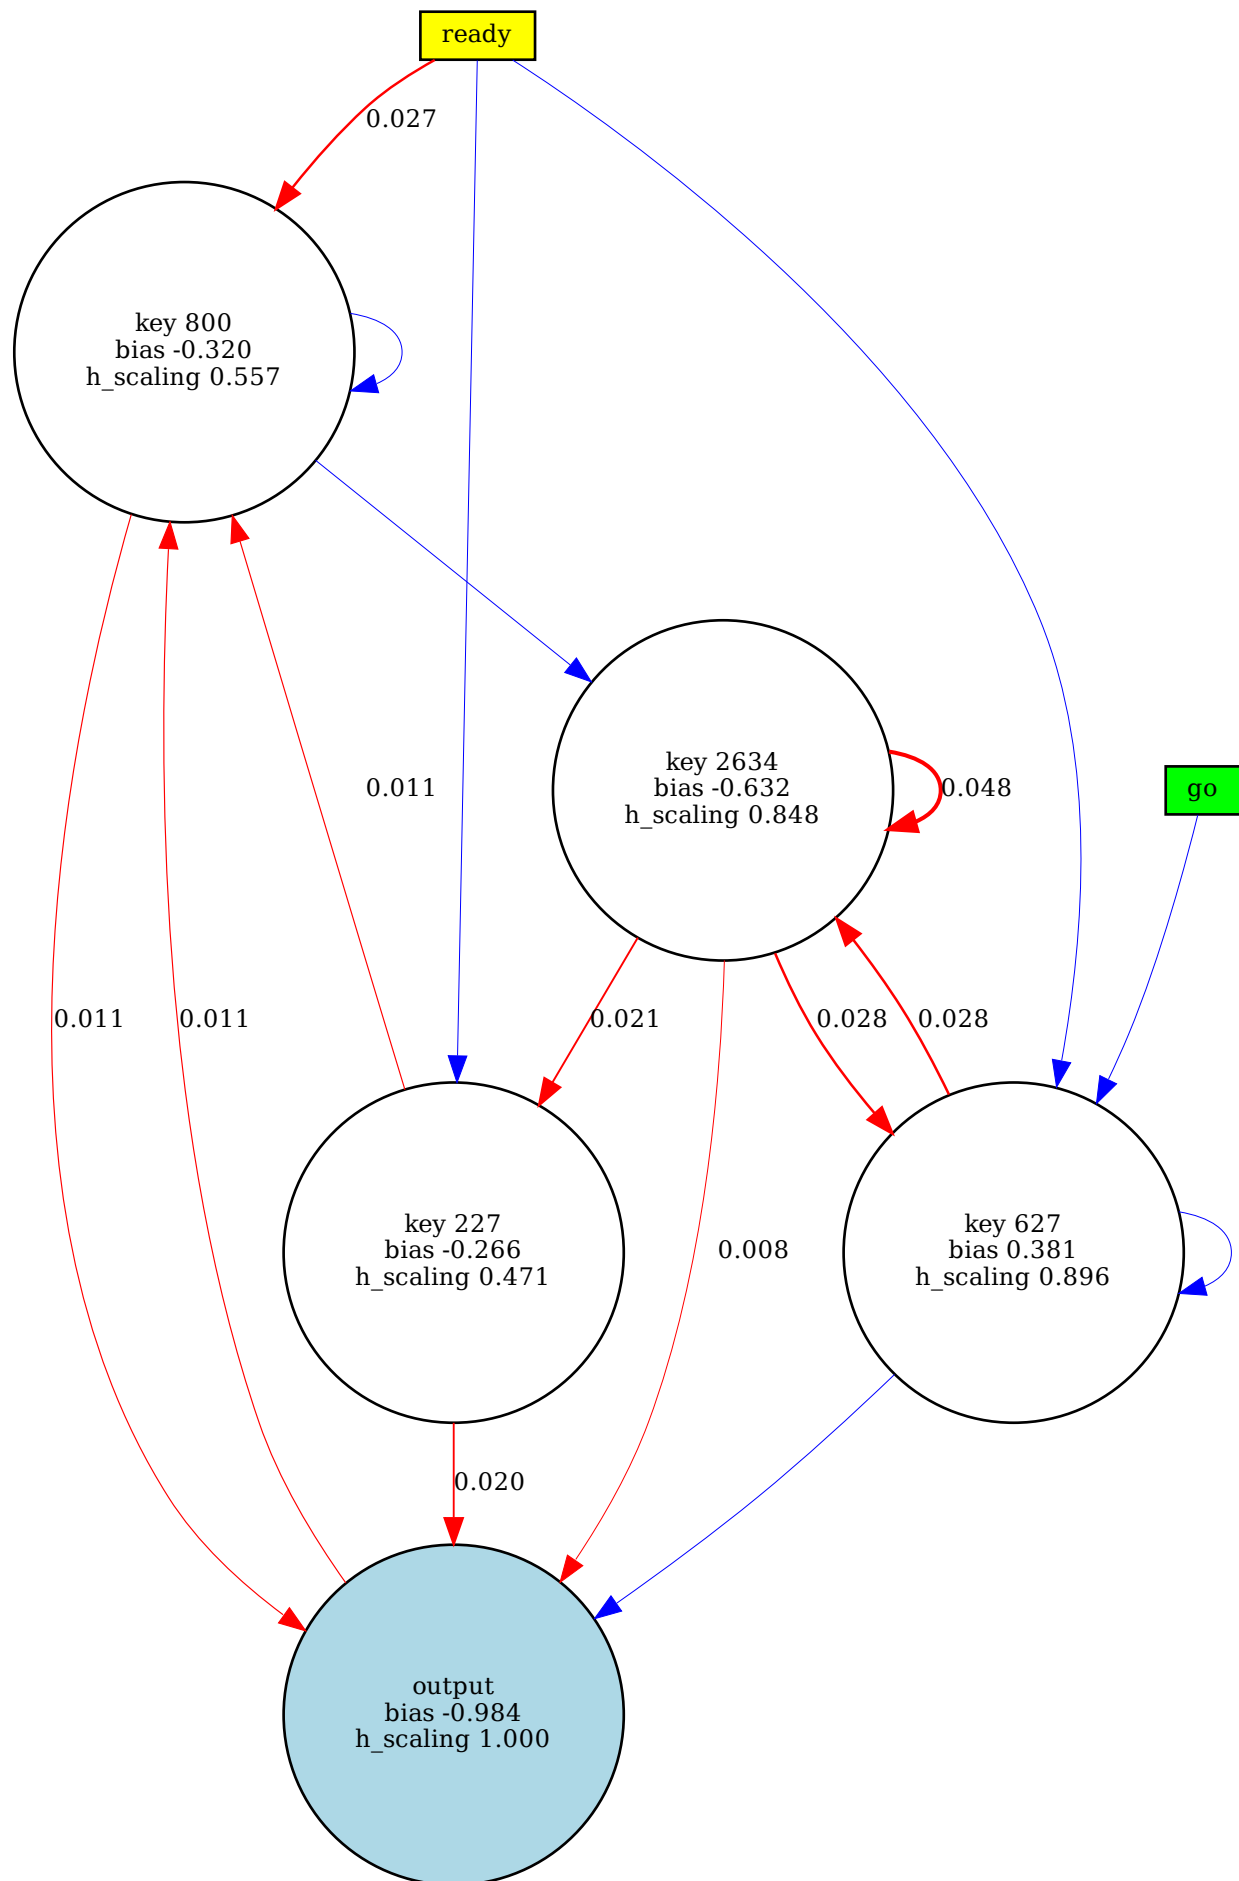 ready
0.027
key 800
bias -0.320
h_scaling 0.557
key 2634
bias -0.632
h_scaling 0.848
0.048
go
0.011
0.011
0.011
0.021
0.028
0.028
key 227
bias -0.266
h_scaling 0.471
0.008
key 627
bias 0.381
h_scaling 0.896
0.020
output
bias -0.984
h_scaling 1.000